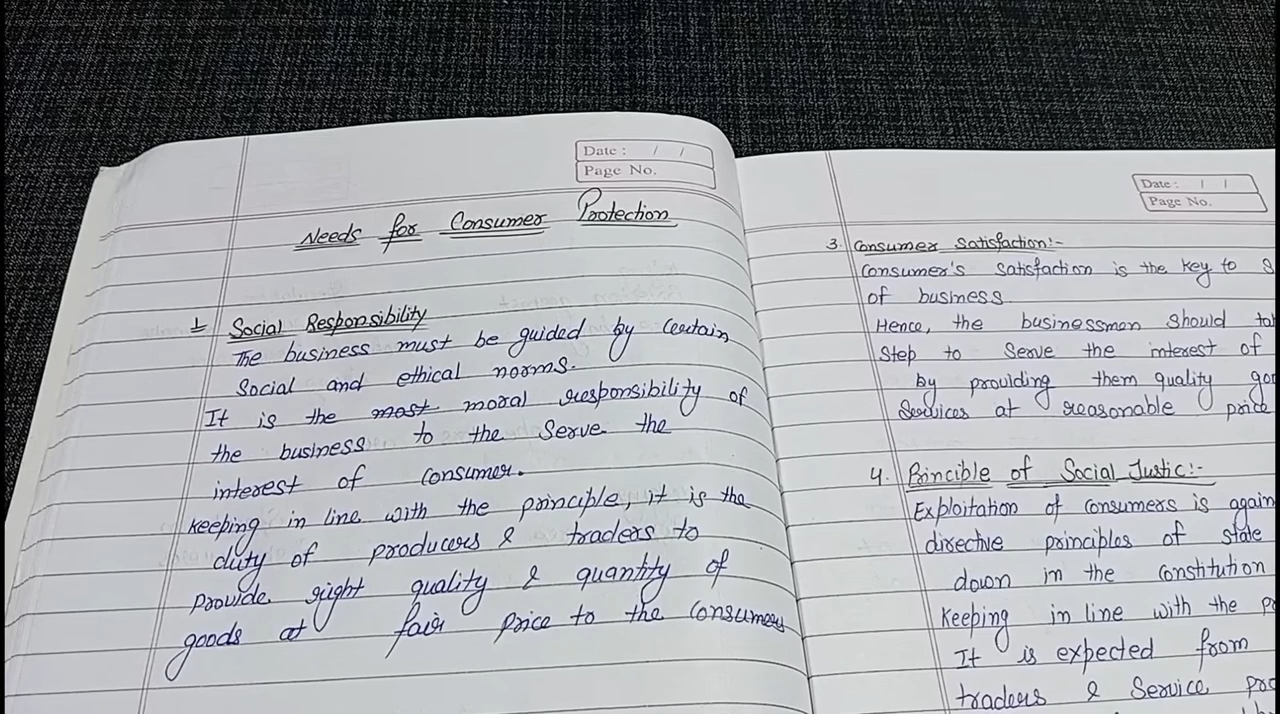 Date : / /
Page No.
Needs for Consumer Protection
1 Social Responsibility
The business must be guided by certain
Social and ethical norms.
It is the most moral responsibility of
the business to the Serve the
interest of consumer.
keeping in line with the principle, it is the
duty of producers & traders to
Provide right quality & quantity of
goods at fair price to the consumers
Date : / /
Page No.
3. Consumer Satisfaction:-
Consumer's satisfaction is the key to
of business
Hence, the businessmen should
Step to Serve the interest of
by providing them quality
Services at reasonable price
4. Princible of Social Justic:-
Exploitation of consumers is
directive principles of state
down in the constitution
Keeping in line with the
It is expected from
traders & Service